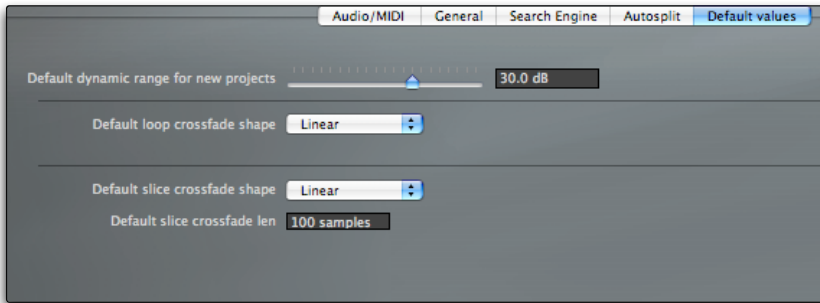 Audio/MIDI General Search Engine Autosplit Default values
Default dynamic range for new projects 30.0 dB
Default loop crossfade shape Linear
Default slice crossfade shape Linear
Default slice crossfade len 100 samples